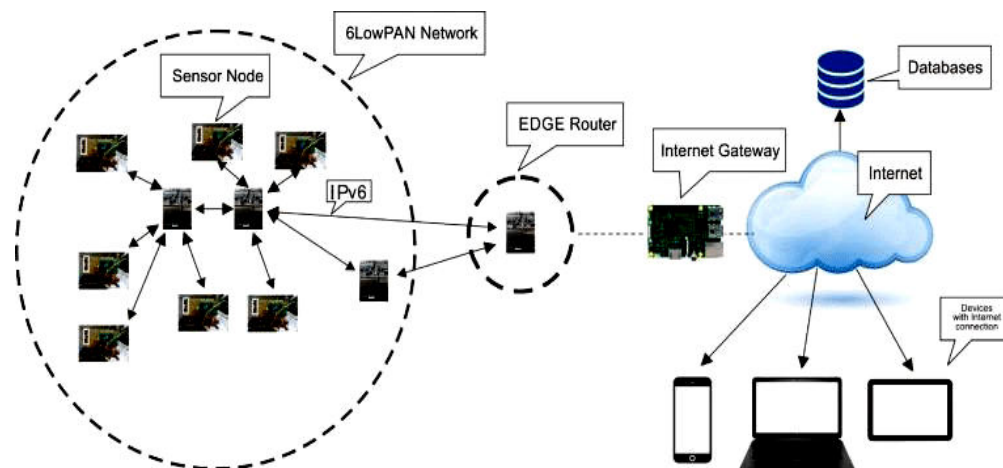 6LowPAN Network
Sensor Node
Databases
EDGE Router
Internet Gateway
Internet
IPv6
Devices
with Internet
connection